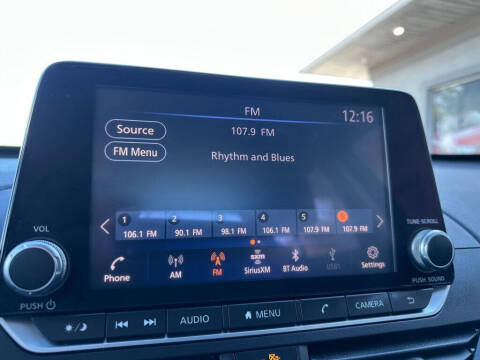 FM
12:16
Source
107.9 FM
FM Menu
Rhythm and Blues
1 2 3 4 5 6
106.1 FM 90.1 FM 98.1 FM 106.1 FM 107.9 FM 107.9 FM
sxm
Phone AM FM SiriusXM BT Audio USB1 Settings
VOL
TUNE·SCROLL
PUSH
PUSH SOUND
AUDIO MENU CAMERA